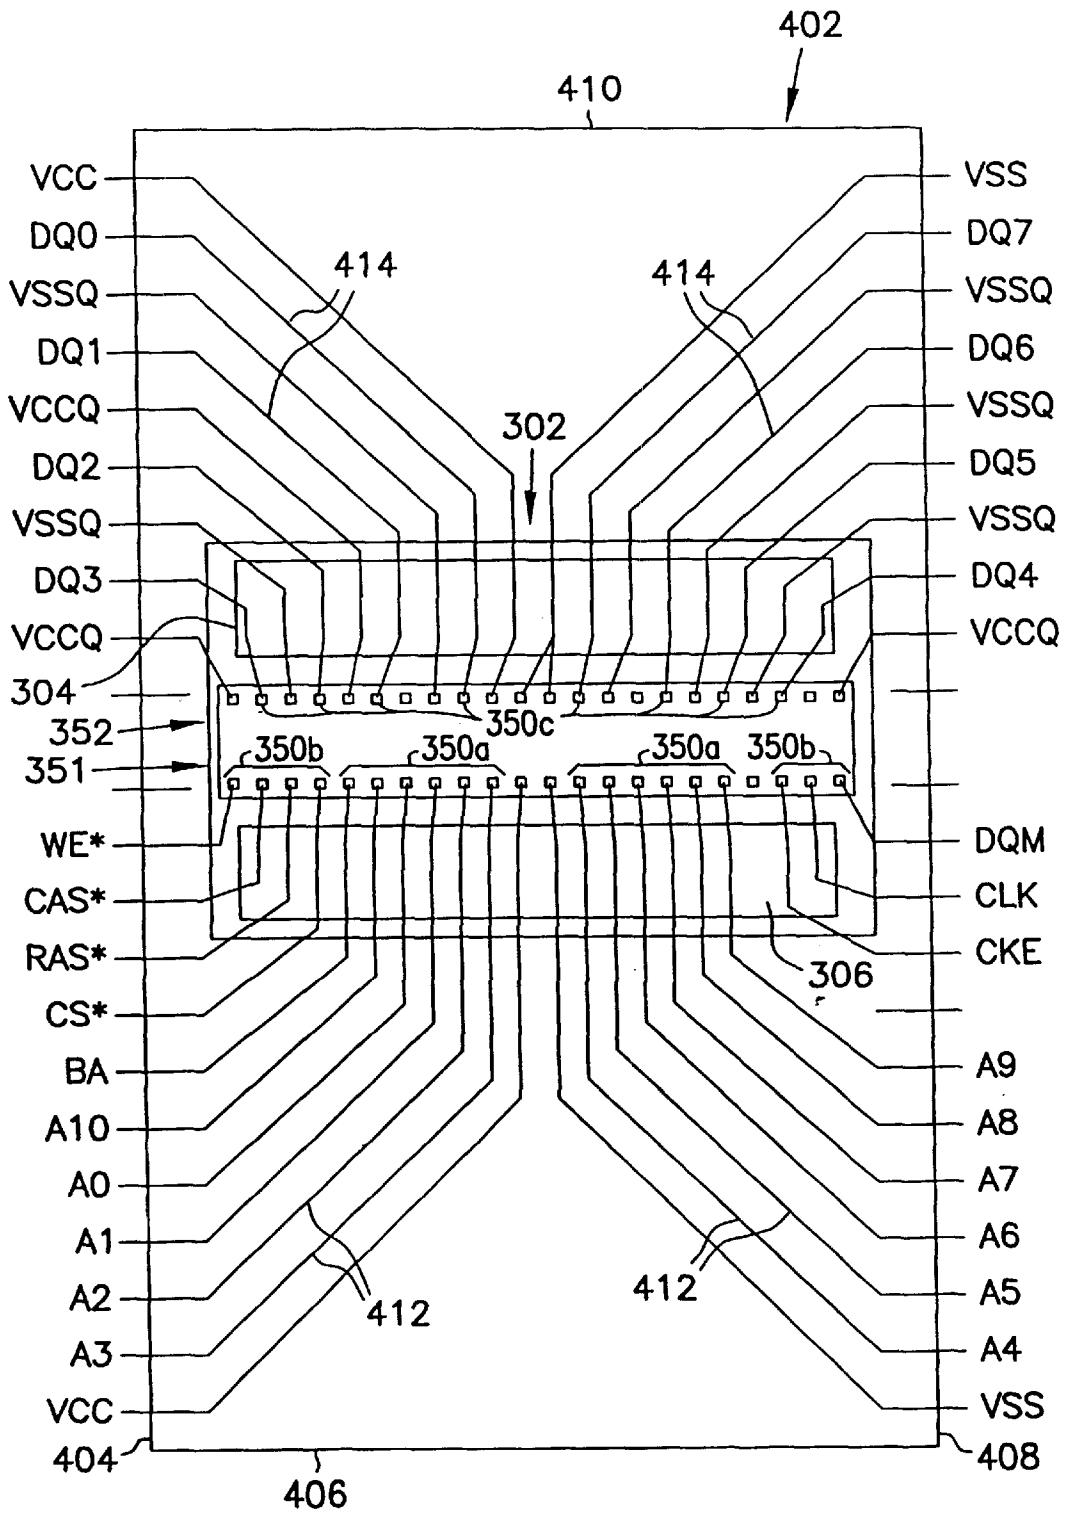 402
410
VCC VSS
DQ0 DQ7
414 414
VSSQ VSSQ
DQ1 DQ6
VCCQ VSSQ
302
DQ2 DQ5
VSSQ VSSQ
DQ3 DQ4
VCCQ VCCQ
304
352 350c
351 350b 350a 350a 350b
WE* DQM
CAS* CLK
RAS* CKE
306
CS*
BA A9
A10 A8
A0 A7
A1 A6
412 412
A2 A5
A3 A4
VCC VSS
404 408
406